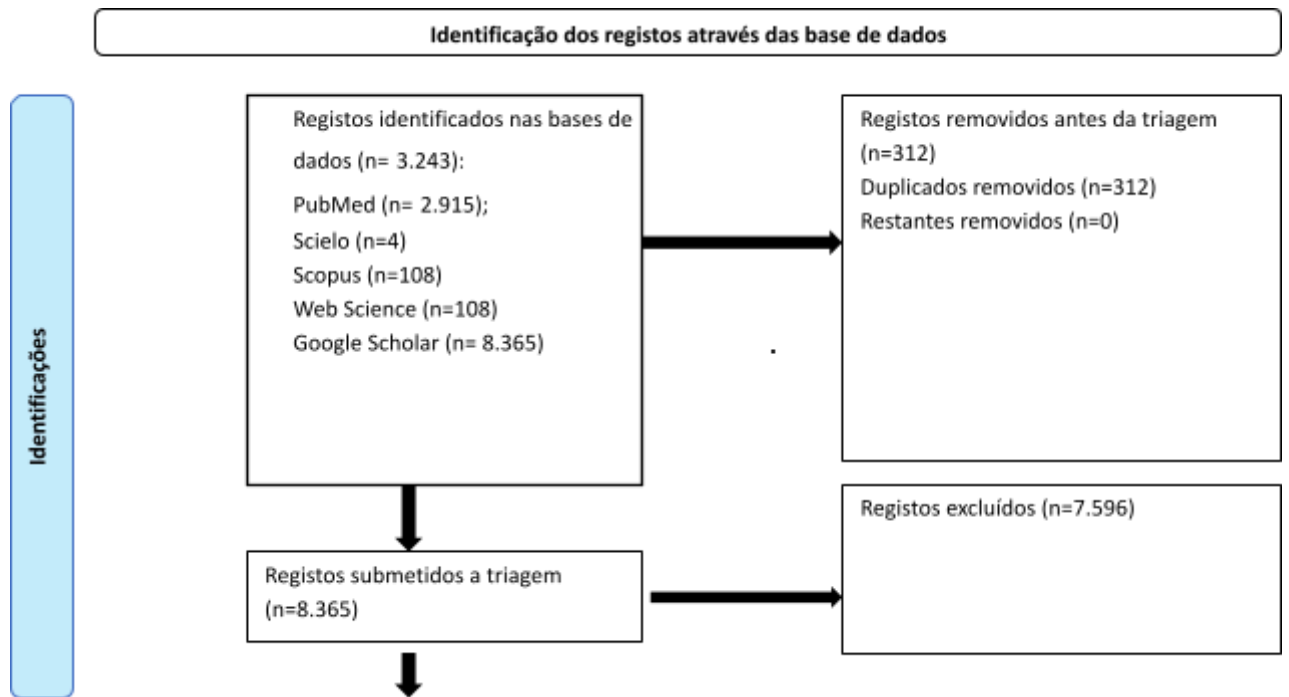 Identificação dos registos através das base de dados
Identificações
Registos identificados nas bases de
dados (n= 3.243):
PubMed (n= 2.915);
Scielo (n=4)
Scopus (n=108)
Web Science (n=108)
Google Scholar (n= 8.365)
Registos removidos antes da triagem
(n=312)
Duplicados removidos (n=312)
Restantes removidos (n=0)
.
Registos submetidos a triagem
(n=8.365)
Registos excluídos (n=7.596)